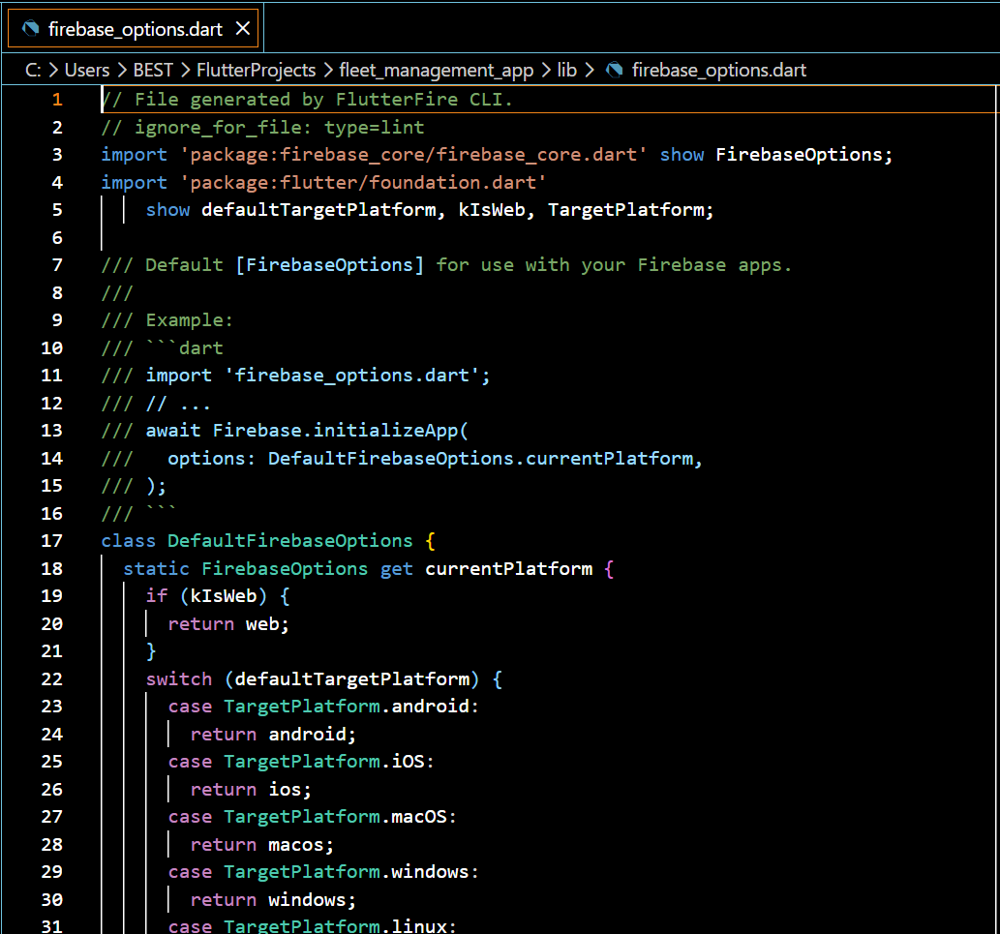 firebase_options.dart
C: > Users > BEST > FlutterProjects > fleet_management_app > lib > firebase_options.dart
1 // File generated by FlutterFire CLI.
2 // ignore_for_file: type=lint
3 import 'package:firebase_core/firebase_core.dart' show FirebaseOptions;
4 import 'package:flutter/foundation.dart'
5     show defaultTargetPlatform, kIsWeb, TargetPlatform;
6
7 /// Default [FirebaseOptions] for use with your Firebase apps.
8 ///
9 /// Example:
10 /// ```dart
11 /// import 'firebase_options.dart';
12 /// // ...
13 /// await Firebase.initializeApp(
14 ///   options: DefaultFirebaseOptions.currentPlatform,
15 /// );
16 /// ```
17 class DefaultFirebaseOptions {
18   static FirebaseOptions get currentPlatform {
19     if (kIsWeb) {
20       return web;
21     }
22     switch (defaultTargetPlatform) {
23       case TargetPlatform.android:
24         return android;
25       case TargetPlatform.iOS:
26         return ios;
27       case TargetPlatform.macOS:
28         return macos;
29       case TargetPlatform.windows:
30         return windows;
31       case TargetPlatform.linux: